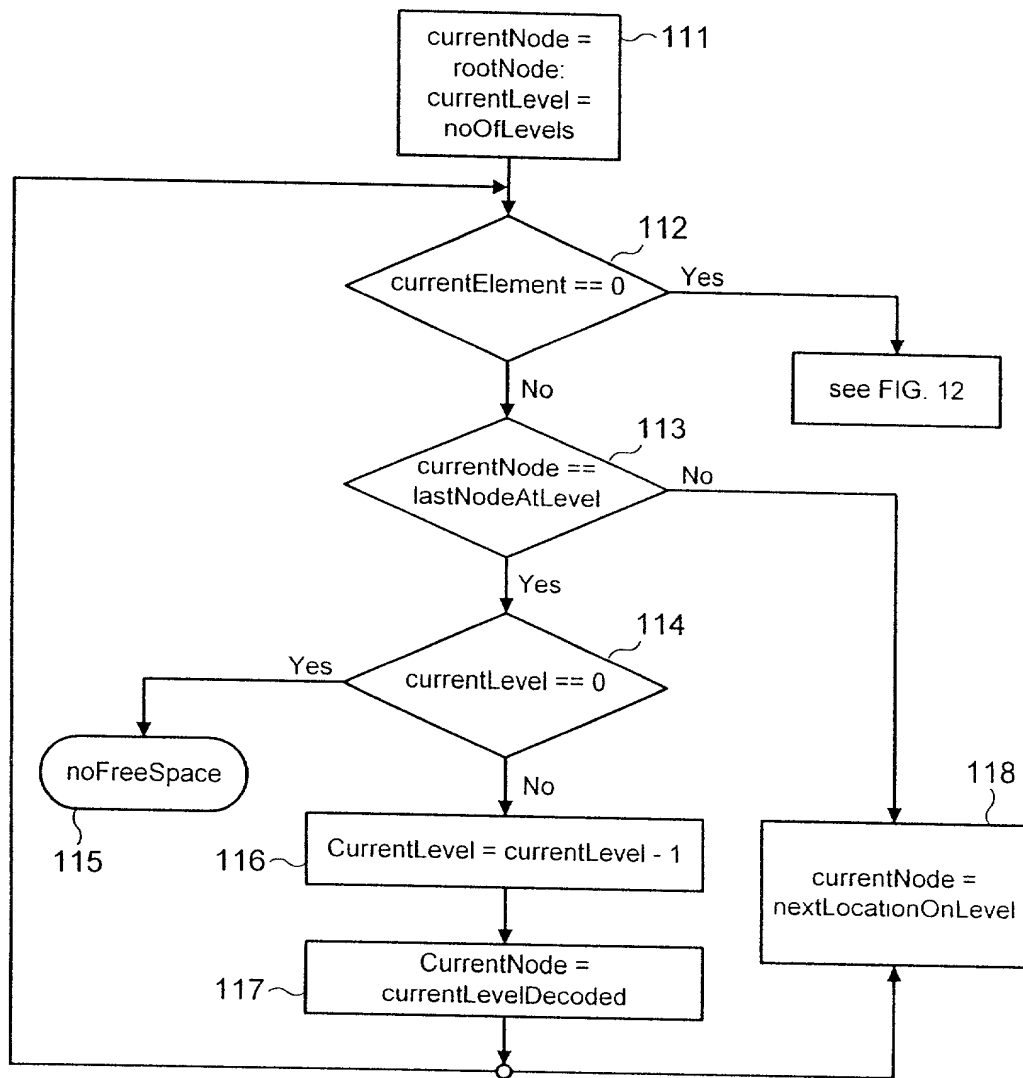 currentNode =
rootNode:
currentLevel =
noOfLevels
111
112
currentElement == 0
Yes
see FIG. 12
No
113
currentNode ==
lastNodeAtLevel
No
Yes
114
currentLevel == 0
Yes
noFreeSpace
115
No
116
CurrentLevel = currentLevel - 1
118
currentNode =
nextLocationOnLevel
117
CurrentNode =
currentLevelDecoded